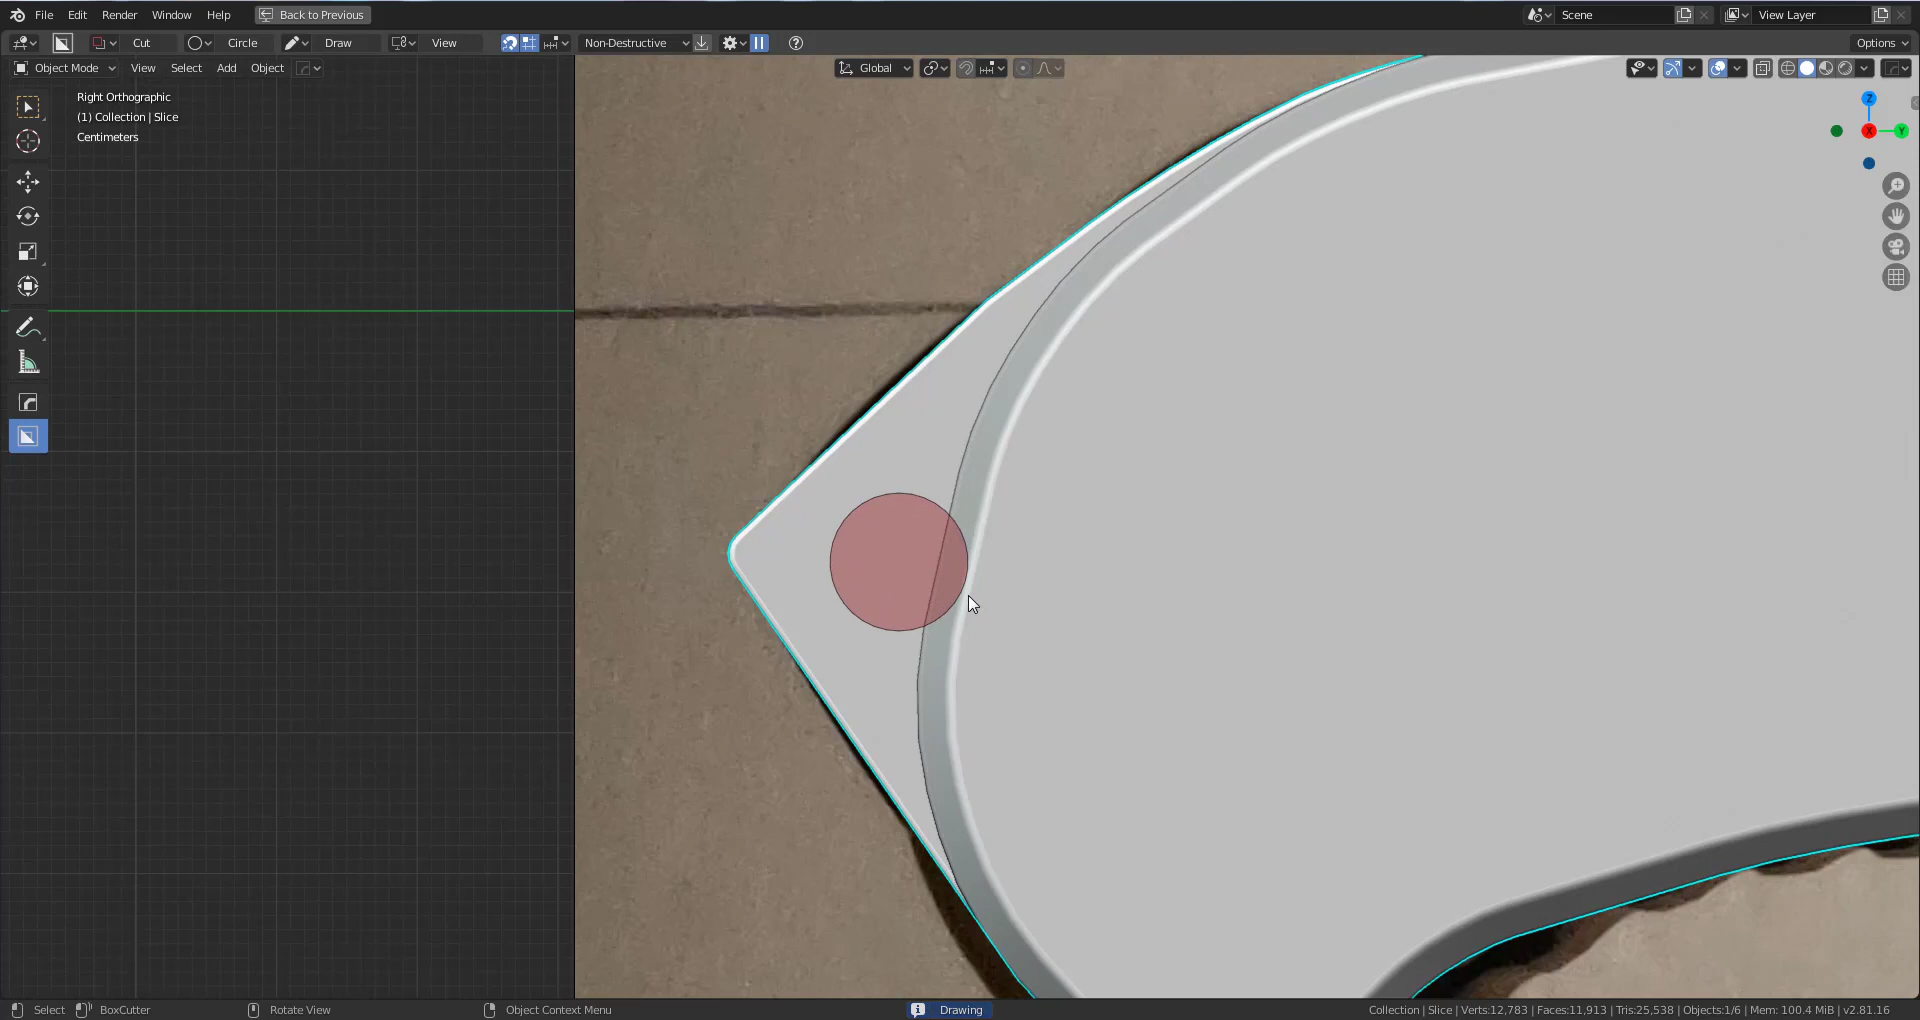 File Edit Render Window Help Back to Previous Scene View Layer
Cut Circle Draw View Non-Destructive Options
Object Mode View Select Add Object Global
Right Orthographic
(1) Collection | Slice
Centimeters
Z
X
Y
Select BoxCutter Rotate View Object Context Menu Drawing Collection | Slice | Verts:12,783 | Faces:11,913 | Tris:25,538 | Objects:1/6 | Mem: 100.4 MiB | v2.81.16